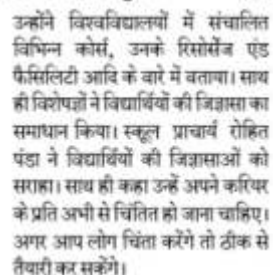 उन्होंने विश्वविद्यालयों में संचालित
विभिन्न कोर्स, उनके रिसोर्सेज एंड
फैसिलिटी आदि के बारे में बताया। साथ
ही विशेषज्ञों ने विद्यार्थियों की जिज्ञासा का
समाधान किया। स्कूल प्राचार्य रोहित
पंडा ने विद्यार्थियों की जिज्ञासाओं को
सराहा। साथ ही कहा उन्हें अपने करियर
के प्रति अभी से चिंतित हो जाना चाहिए।
अगर आप लोग चिंता करेंगे तो ठीक से
तैयारी कर सकेंगे।